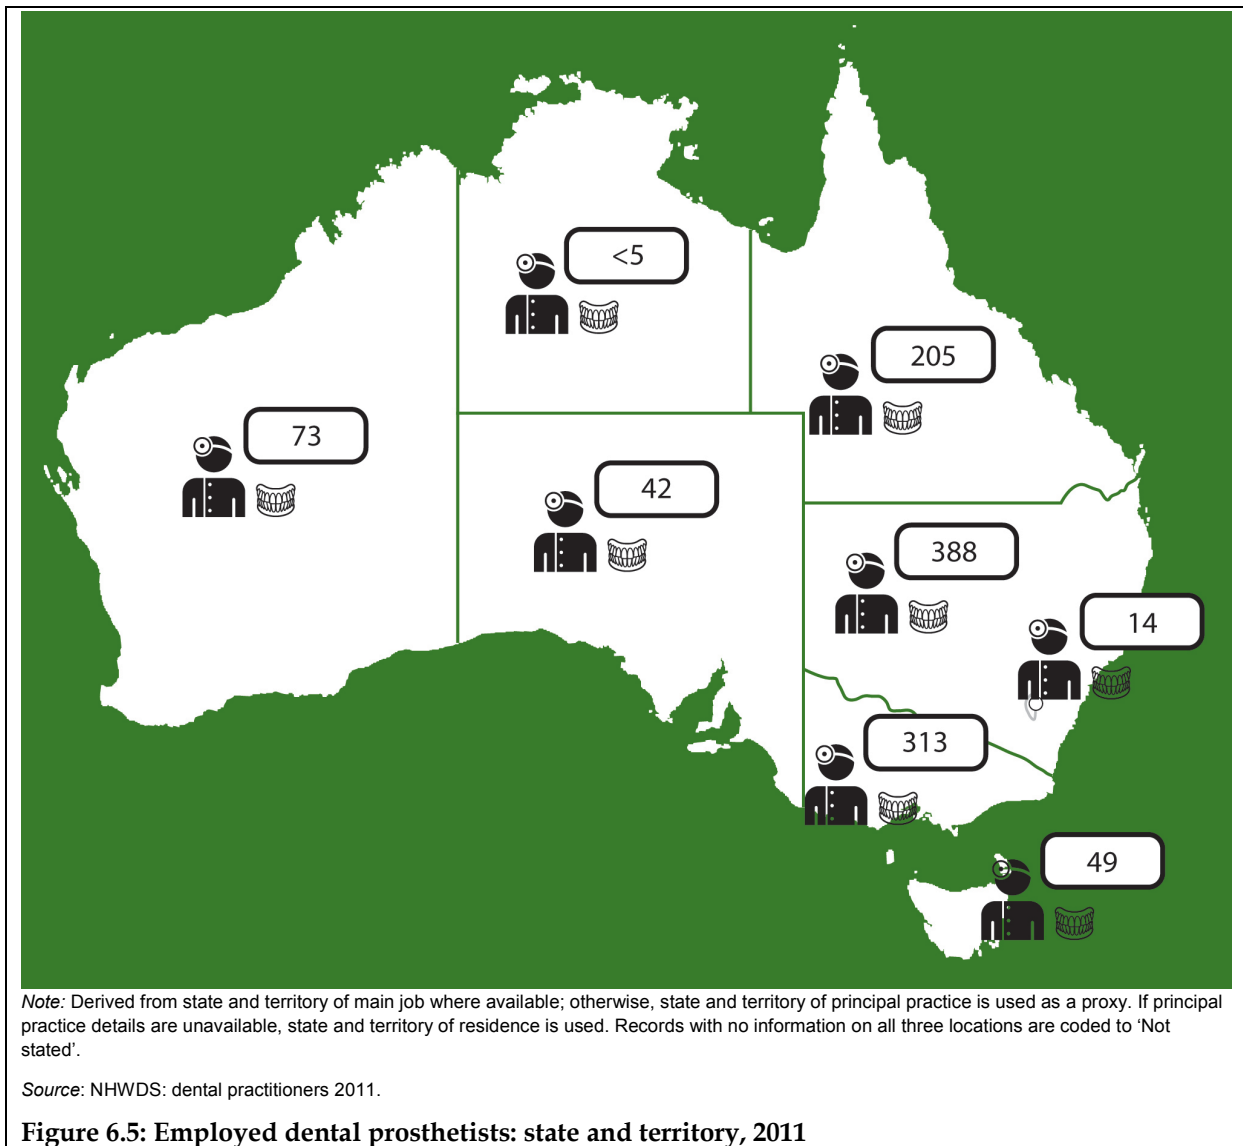 <5
205
73
42
388
14
313
49
Note: Derived from state and territory of main job where available; otherwise, state and territory of principal practice is used as a proxy. If principal
practice details are unavailable, state and territory of residence is used. Records with no information on all three locations are coded to ‘Not
stated’.
Source: NHWDS: dental practitioners 2011.
Figure 6.5: Employed dental prosthetists: state and territory, 2011